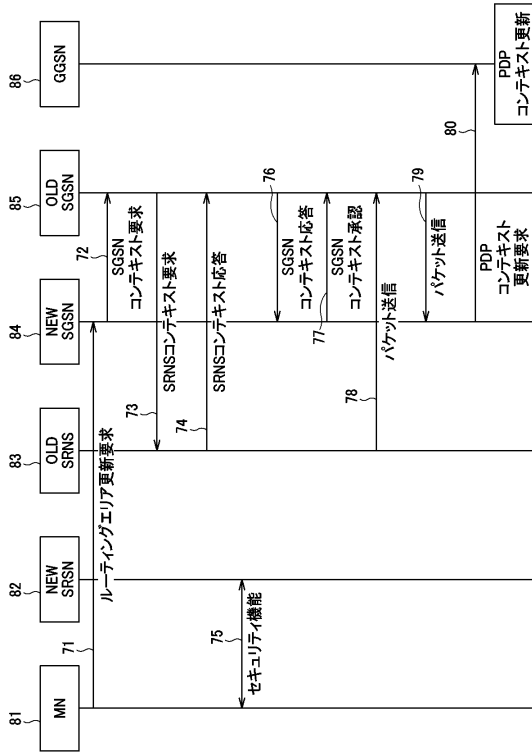 81
MN
82
NEW
SRSN
83
OLD
SRNS
84
NEW
SGSN
85
OLD
SGSN
86
GGSN
71
ルーティングエリア更新要求
72
SGSN
コンテキスト要求
73
SRNSコンテキスト要求
74
SRNSコンテキスト応答
75
セキュリティ機能
76
SGSN
コンテキスト応答
77
SGSN
コンテキスト承認
78
パケット送信
79
パケット送信
80
PDP
コンテキスト
更新要求
PDP
コンテキスト更新